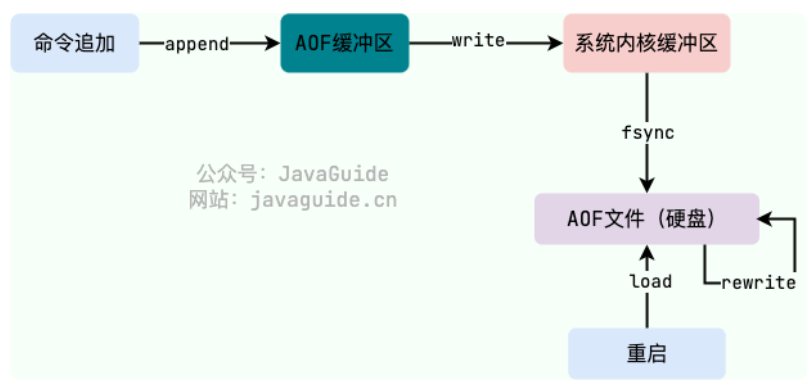 命令追加
append
AOF缓冲区
write
系统内核缓冲区
fsync
公众号：JavaGuide
网站：javaguide.cn
AOF文件（硬盘）
load
rewrite
重启